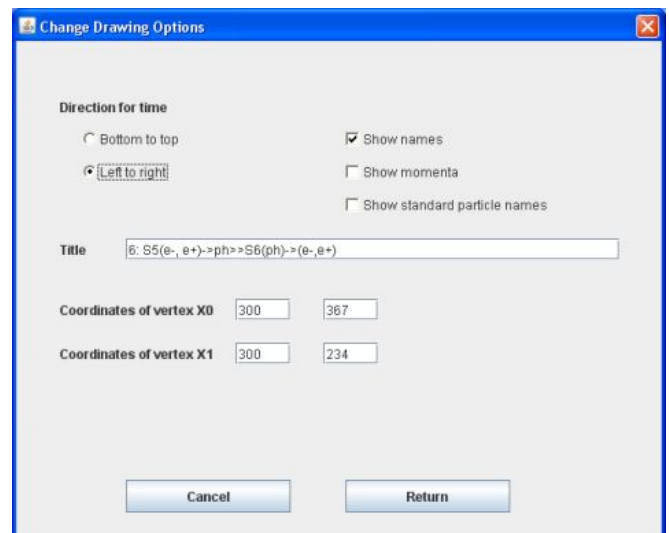 Change Drawing Options
Direction for time
Bottom to top
Show names
Left to right
Show momenta
Show standard particle names
Title 6: S5(e-, e+)->ph>>S6(ph)->(e-,e+)
Coordinates of vertex X0 300 367
Coordinates of vertex X1 300 234
Cancel Return